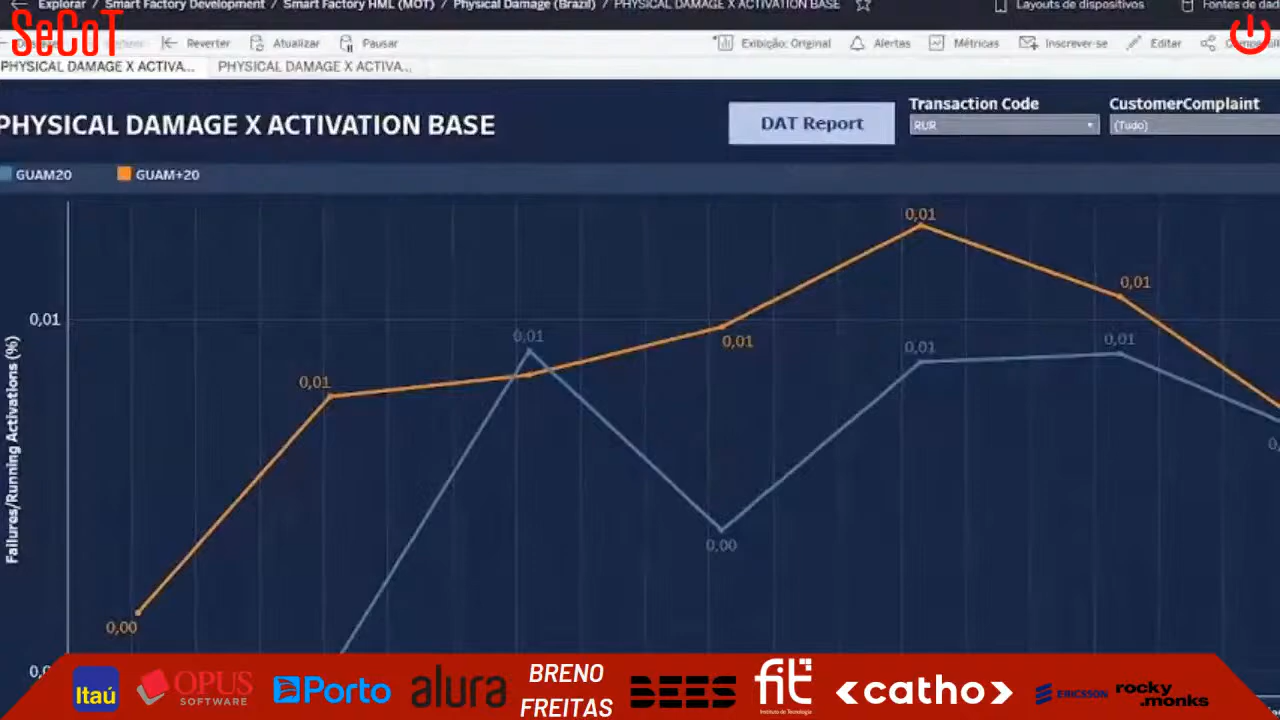 Explorar / Smart Factory Development / Smart Factory HML (MOT) / Physical Damage (Brazil) / PHYSICAL DAMAGE X ACTIVATION BASE
Layouts de dispositivos
Fontes de dad
SeCoT
Reverter
Atualizar
Pausar
Exibição: Original
Alertas
Métricas
Inscrever-se
Editar
PHYSICAL DAMAGE X ACTIVA...
PHYSICAL DAMAGE X ACTIVA...
PHYSICAL DAMAGE X ACTIVATION BASE
DAT Report
Transaction Code
RUR
CustomerComplaint
(Tudo)
GUAM20
GUAM+20
Failures/Running Activations (%)
0,01
0,01
0,01
0,01
0,01
0,01
0,01
0,01
0,01
0,00
0,00
Itaú
OPUS
SOFTWARE
Porto
alura
BRENO
FREITAS
BEES
fit
Instituto de Tecnologia
<catho>
ERICSSON
rocky
.monks